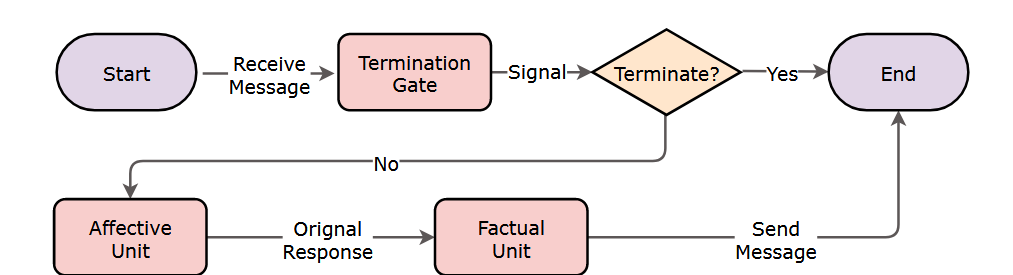 Start
Receive
Message
Termination
Gate
Signal
Terminate?
Yes
End
No
Affective
Unit
Orignal
Response
Factual
Unit
Send
Message